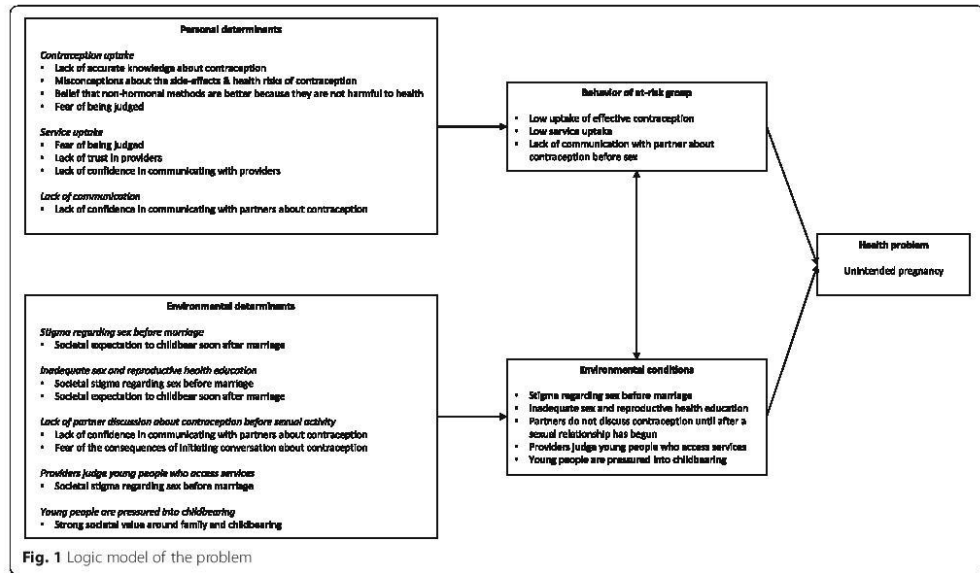 Personal determinants
Contraception uptake
• Lack of accurate knowledge about contraception
• Misconceptions about the side-effects & health risks of contraception
• Belief that non-hormonal methods are better because they are not harmful to health
• Fear of being judged
Service uptake
• Fear of being judged
• Lack of trust in providers
• Lack of confidence in communicating with providers
Lack of communication
• Lack of confidence in communicating with partners about contraception
Behavior of at-risk group
• Low uptake of effective contraception
• Low service uptake
• Lack of communication with partner about
contraception before sex
Health problem
Unintended pregnancy
Environmental determinants
Stigma regarding sex before marriage
• Societal expectation to childbear soon after marriage
Inadequate sex and reproductive health education
• Societal stigma regarding sex before marriage
• Societal expectation to childbear soon after marriage
Lack of partner discussion about contraception before sexual activity
• Lack of confidence in communicating with partners about contraception
• Fear of the consequences of initiating conversation about contraception
Providers judge young people who access services
• Societal stigma regarding sex before marriage
Young people are pressured into childbearing
• Strong societal value around family and childbearing
Environmental conditions
• Stigma regarding sex before marriage
• Inadequate sex and reproductive health education
• Partners do not discuss contraception until after a
sexual relationship has begun
• Providers judge young people who access services
• Young people are pressured into childbearing
Fig. 1 Logic model of the problem